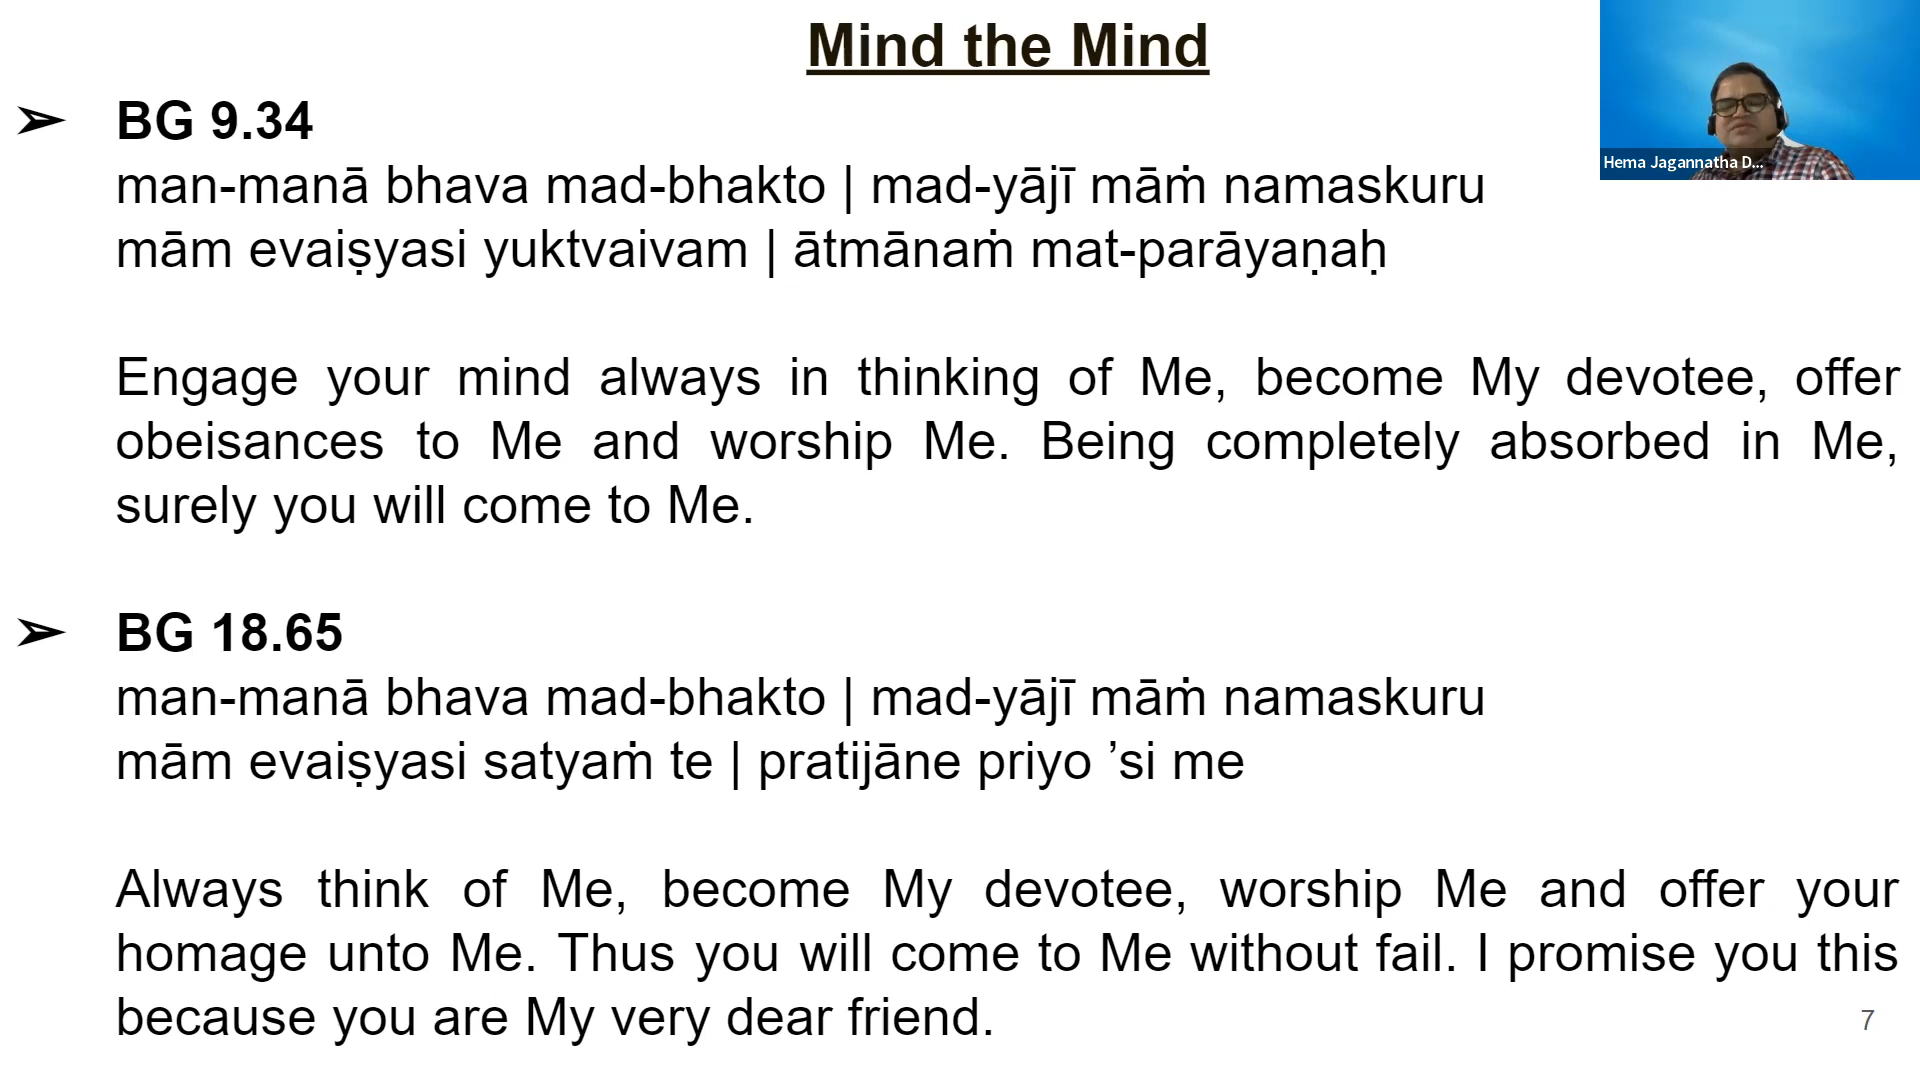 Mind the Mind
➢ BG 9.34
man-manā bhava mad-bhakto | mad-yājī māṁ namaskuru
mām evaiṣyasi yuktvaivam | ātmānaṁ mat-parāyaṇaḥ
Engage your mind always in thinking of Me, become My devotee, offer
obeisances to Me and worship Me. Being completely absorbed in Me,
surely you will come to Me.
➢ BG 18.65
man-manā bhava mad-bhakto | mad-yājī māṁ namaskuru
mām evaiṣyasi satyaṁ te | pratijāne priyo ’si me
Always think of Me, become My devotee, worship Me and offer your
homage unto Me. Thus you will come to Me without fail. I promise you this
because you are My very dear friend.
7
Hema Jagannatha D...